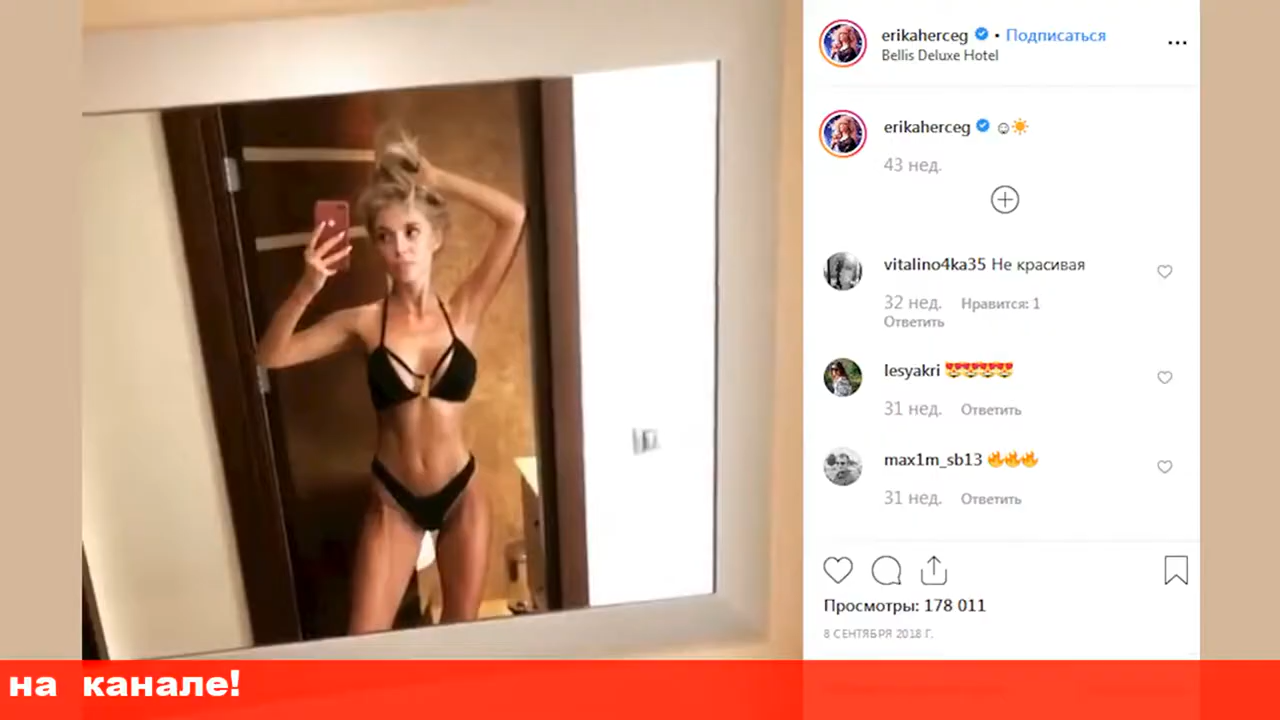 erikaherceg • Подписаться
Bellis Deluxe Hotel
erikaherceg ☺☀
43 нед.
vitalino4ka35 Не красивая
32 нед. Нравится: 1
Ответить
lesyakri 😍😍😍😍
31 нед. Ответить
max1m_sb13 🔥🔥🔥
31 нед. Ответить
Просмотры: 178 011
8 СЕНТЯБРЯ 2018 Г.
на канале!